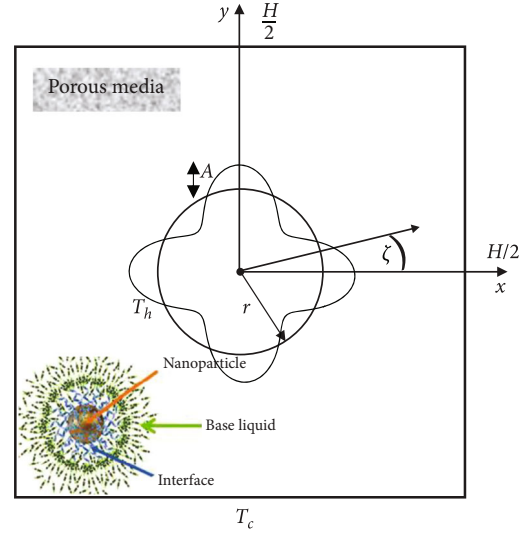 y
H
2
Porous media
A
ζ
H/2
x
T_h
r
Nanoparticle
Base liquid
Interface
T_c